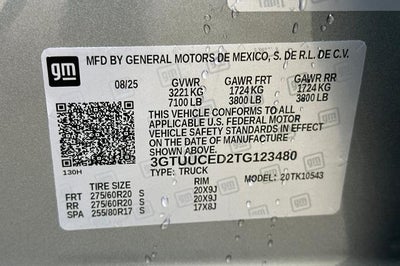 gm MFD BY GENERAL MOTORS DE MEXICO, S. DE R.L. DE C.V.
08/25 GVWR GAWR FRT GAWR RR
3221 KG 1724 KG 1724 KG
7100 LB 3800 LB 3800 LB
THIS VEHICLE CONFORMS TO ALL
APPLICABLE U.S. FEDERAL MOTOR
VEHICLE SAFETY AND THEFT
PREVENTION STANDARDS IN EFFECT ON
THE DATE OF MANUFACTURE SHOWN ABOVE.
3GTUUCED2TG123480
130H TYPE: TRUCK MODEL: 20TK10543
TIRE SIZE RIM
FRT 275/60R20 S 20X9J
RR 275/60R20 S 20X9J
SPA 255/80R17 S 17X8J